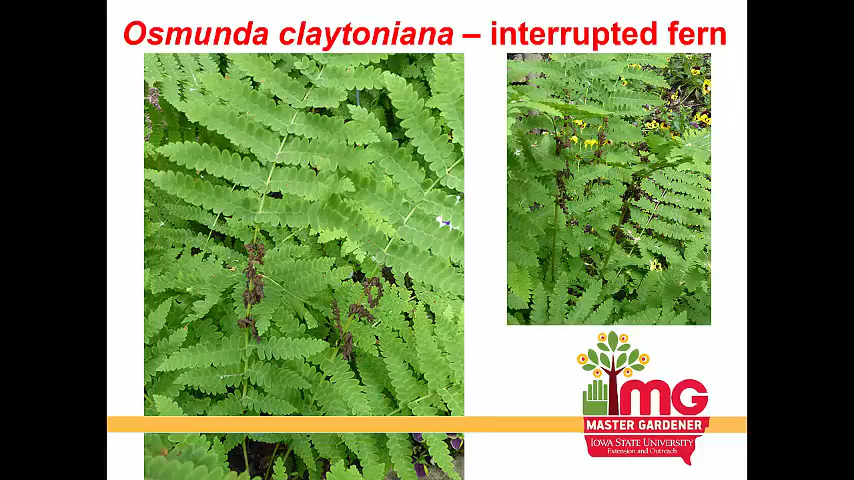 Osmunda claytoniana – interrupted fern
MG
MASTER GARDENER
IOWA STATE UNIVERSITY
Extension and Outreach